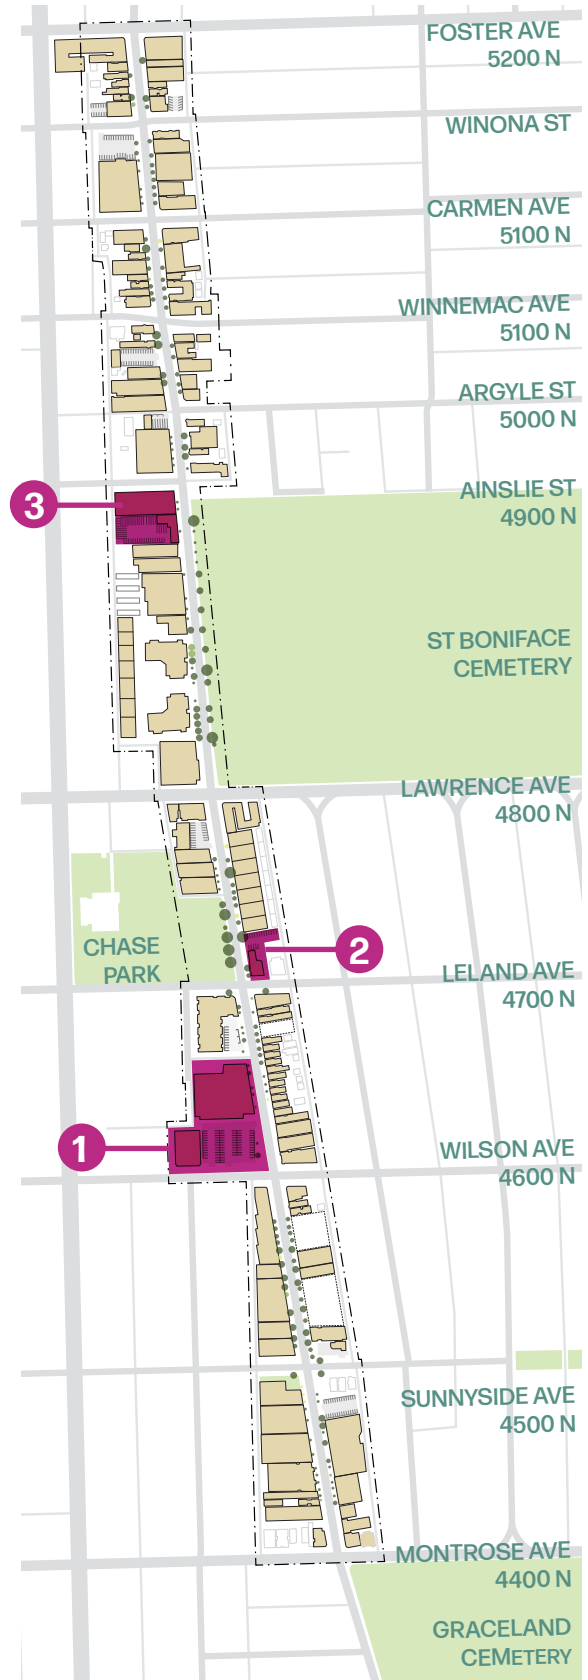 FOSTER AVE
5200 N
WINONA ST
CARMEN AVE
5100 N
WINNEMAC AVE
5100 N
ARGYLE ST
5000 N
3
AINSLIE ST
4900 N
ST BONIFACE
CEMETERY
LAWRENCE AVE
4800 N
CHASE
PARK
2
LELAND AVE
4700 N
1
WILSON AVE
4600 N
SUNNYSIDE AVE
4500 N
MONTROSE AVE
4400 N
GRACELAND
CEMETERY